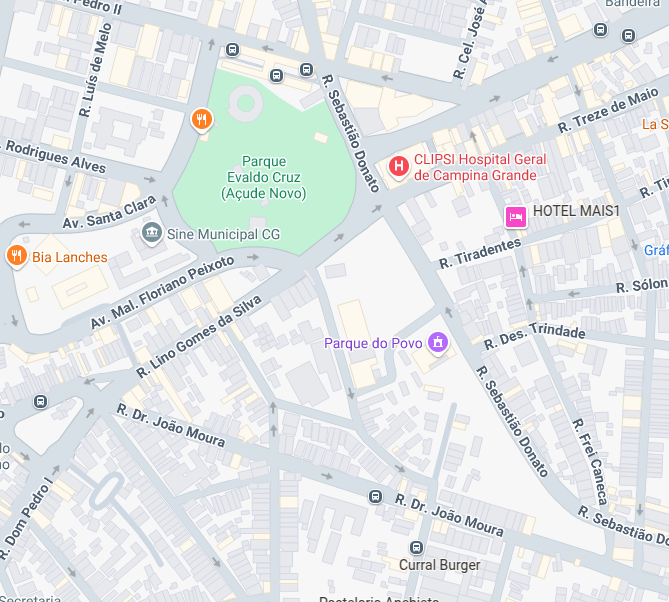 Pedro II
Bandeira
R. Luís de Melo
R. Cel. José A
R. Sebastião Donato
R. Treze de Maio
La S
Rodrigues Alves
Parque
Evaldo Cruz
(Açude Novo)
CLIPSI Hospital Geral
de Campina Grande
R. Ti
Av. Santa Clara
HOTEL MAIS1
Sine Municipal CG
Bia Lanches
R. Tiradentes
Gráf
Av. Mal. Floriano Peixoto
R. Sólon
R. Lino Gomes da Silva
Parque do Povo
R. Des. Trindade
R. Sebastião Donato
R. Dr. João Moura
R. Frei Caneca
R. Dom Pedro I
R. Dr. João Moura
R. Sebastião Do
Curral Burger
Secretaria
Pastelaria Anchieta